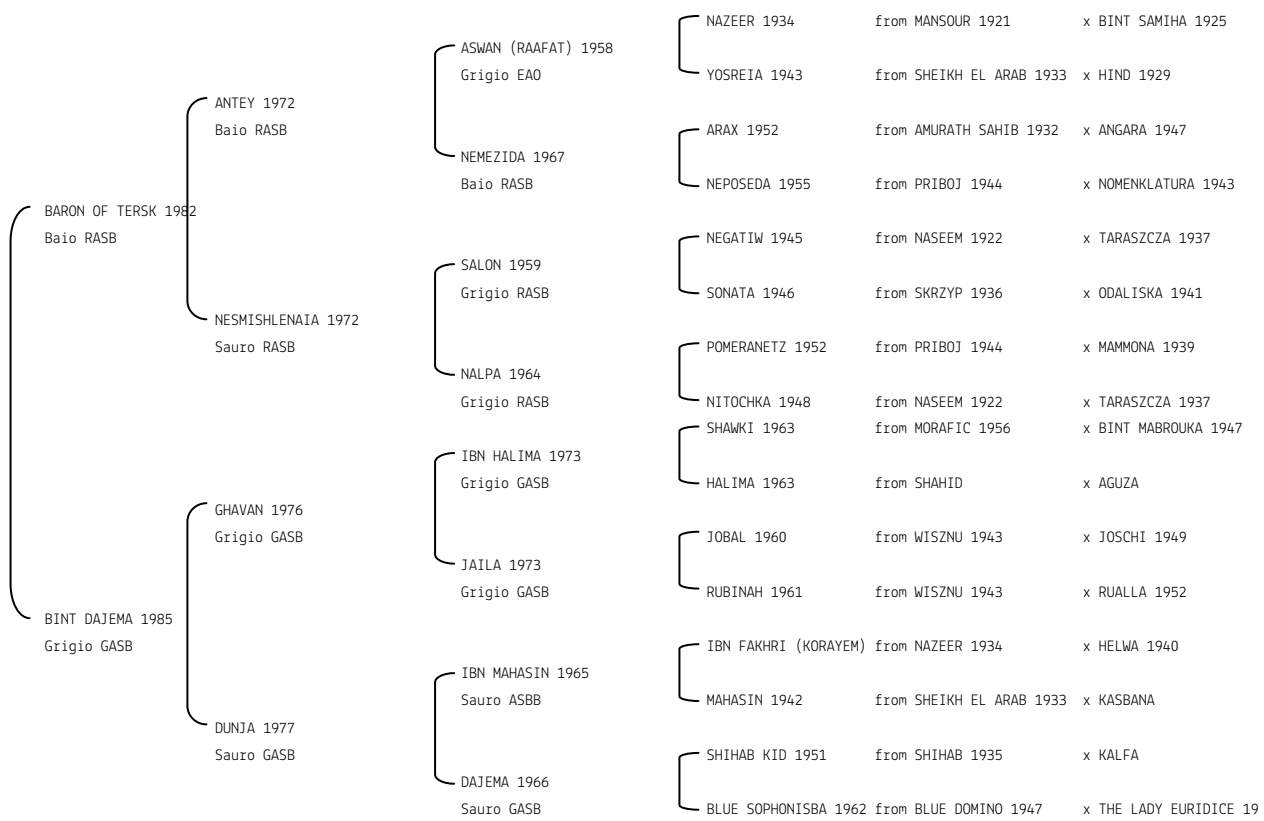 NAZEER 1934 from MANSOUR 1921 x BINT SAMIHA 1925
ASWAN (RAAFAT) 1958
Grigio EAO
YOSREIA 1943 from SHEIKH EL ARAB 1933 x HIND 1929
ANTEY 1972
Baio RASB
ARAX 1952 from AMURATH SAHIB 1932 x ANGARA 1947
NEMEZIDA 1967
Baio RASB
NEPOSEDA 1955 from PRIBOJ 1944 x NOMENKLATURA 1943
BARON OF TERSK 1982
Baio RASB
NEGATIW 1945 from NASEEM 1922 x TARASZCZA 1937
SALON 1959
Grigio RASB
SONATA 1946 from SKRZYP 1936 x ODALISKA 1941
NESMISHLENAIA 1972
Sauro RASB
POMERANETZ 1952 from PRIBOJ 1944 x MAMMONA 1939
NALPA 1964
Grigio RASB
NITOCHKA 1948 from NASEEM 1922 x TARASZCZA 1937
SHAWKI 1963 from MORAFIC 1956 x BINT MABROUKA 1947
IBN HALIMA 1973
Grigio GASB
HALIMA 1963 from SHAHID x AGUZA
GHAVAN 1976
Grigio GASB
JOBAL 1960 from WISZNU 1943 x JOSCHI 1949
JAILA 1973
Grigio GASB
RUBINAH 1961 from WISZNU 1943 x RUALLA 1952
BINT DAJEMA 1985
Grigio GASB
IBN FAKHRI (KORAYEM) from NAZEER 1934 x HELWA 1940
IBN MAHASIN 1965
Sauro ASBB
MAHASIN 1942 from SHEIKH EL ARAB 1933 x KASBANA
DUNJA 1977
Sauro GASB
SHIHAB KID 1951 from SHIHAB 1935 x KALFA
DAJEMA 1966
Sauro GASB
BLUE SOPHONISBA 1962 from BLUE DOMINO 1947 x THE LADY EURIDICE 19